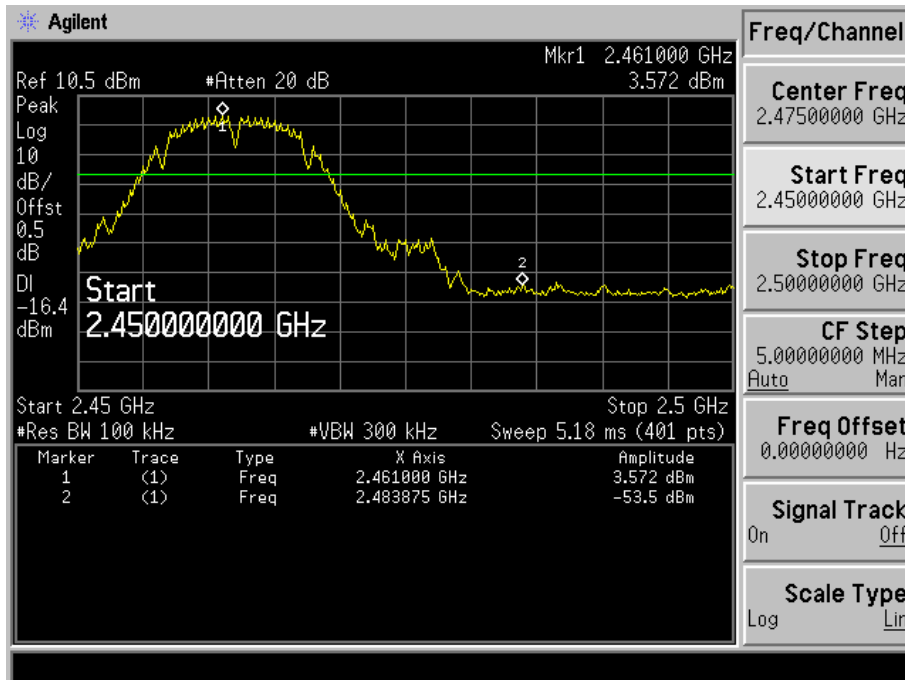 Agilent
Freq/Channel
Mkr1 2.461000 GHz
Ref 10.5 dBm #Atten 20 dB 3.572 dBm
Peak
Log
10
dB/
Offst
0.5
dB
DI
-16.4
dBm
1
2
Start
2.450000000 GHz
Start 2.45 GHz Stop 2.5 GHz
#Res BW 100 kHz #VBW 300 kHz Sweep 5.18 ms (401 pts)
Marker Trace Type X Axis Amplitude
1 (1) Freq 2.461000 GHz 3.572 dBm
2 (1) Freq 2.483875 GHz -53.5 dBm
Center Freq
2.47500000 GHz
Start Freq
2.45000000 GHz
Stop Freq
2.50000000 GHz
CF Step
5.00000000 MHz
Auto Man
Freq Offset
0.00000000 Hz
Signal Track
On Off
Scale Type
Log Lin